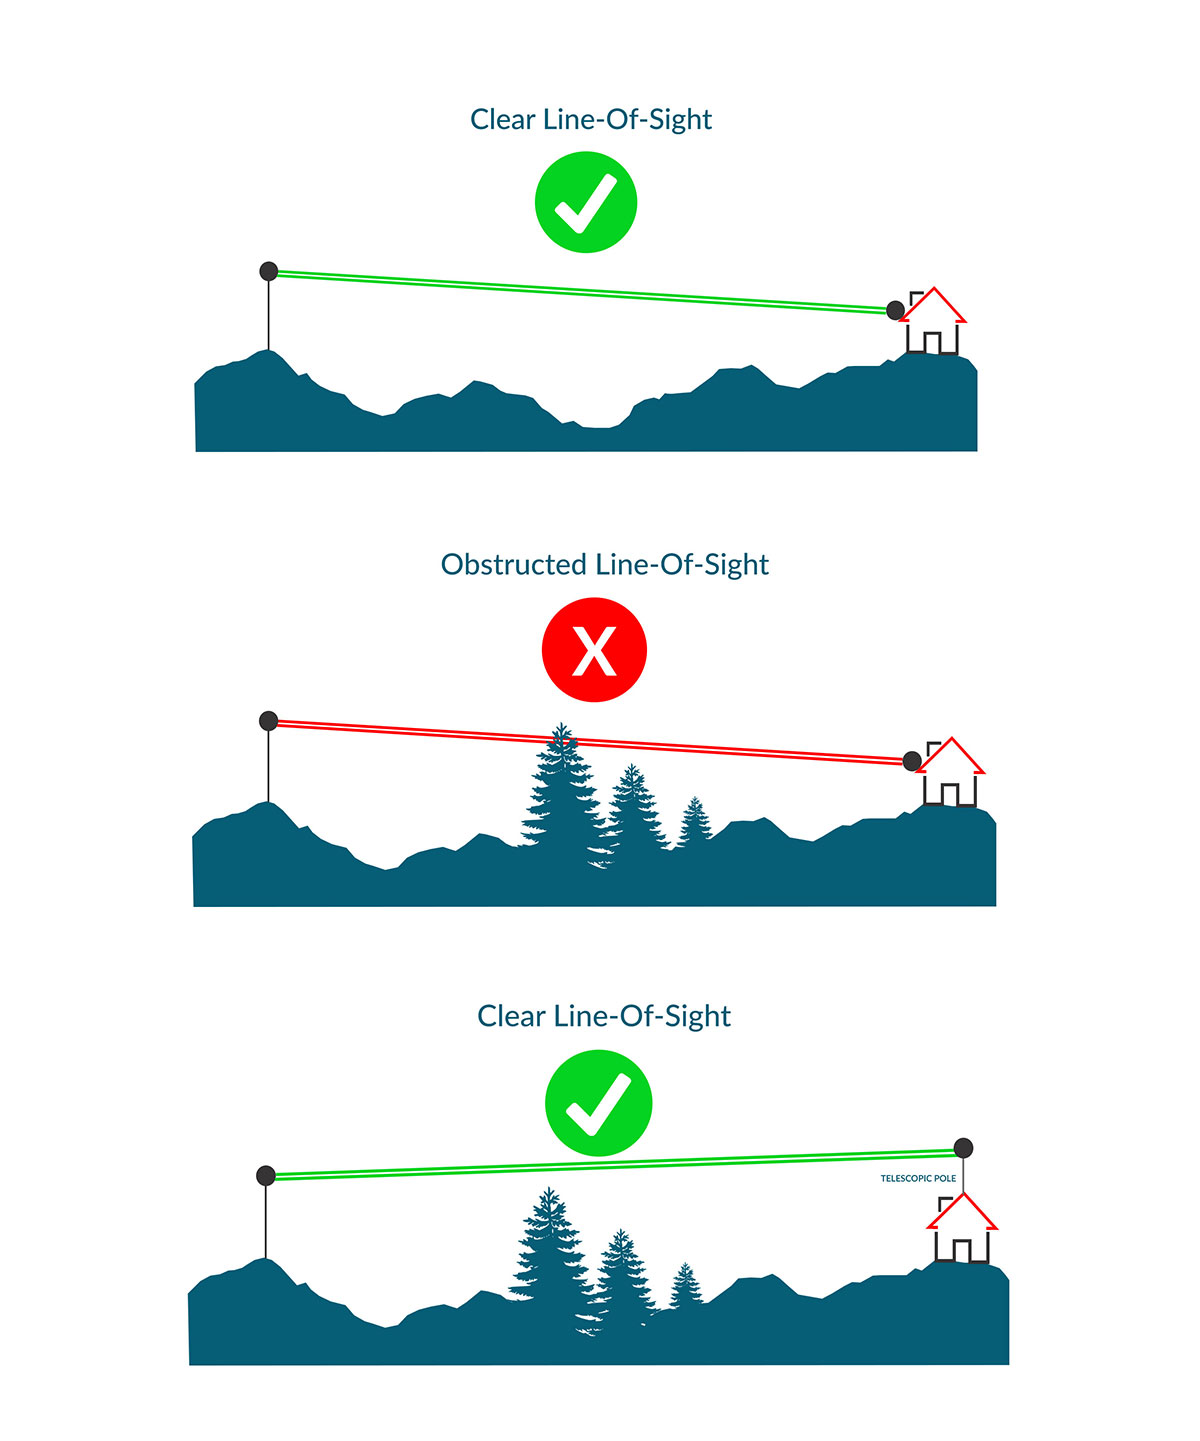 Clear Line-Of-Sight
Obstructed Line-Of-Sight
X
Clear Line-Of-Sight
TELESCOPIC POLE